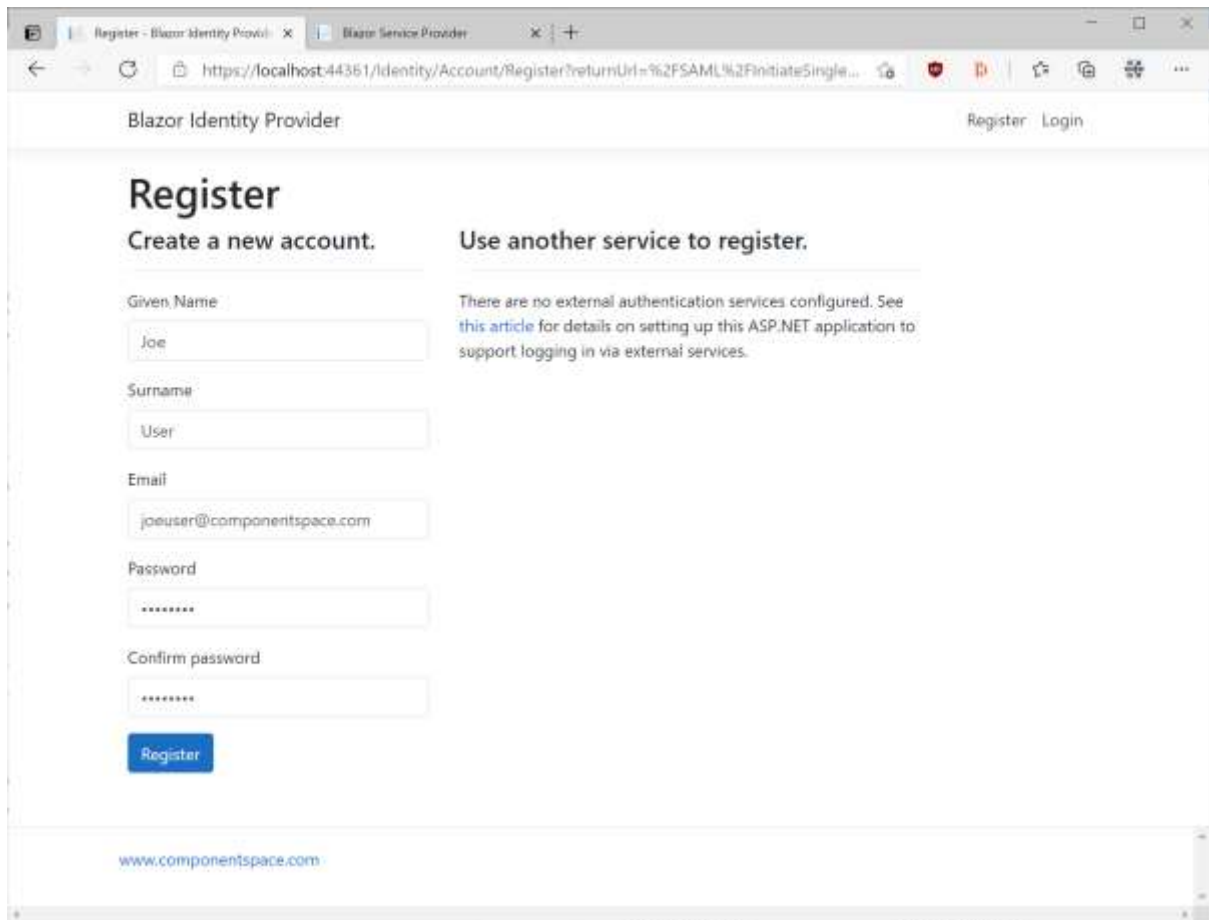 Register - Blazor Identity Provid
Blazor Service Provider
https://localhost:44361/Identity/Account/Register?returnUrl=%2FSAML%2FInitiateSingle...
Blazor Identity Provider
Register Login
Register
Create a new account.
Use another service to register.
Given Name
There are no external authentication services configured. See
this article for details on setting up this ASP.NET application to
support logging in via external services.
Joe
Surname
User
Email
joeuser@componentspace.com
Password
••••••••
Confirm password
••••••••
Register
www.componentspace.com